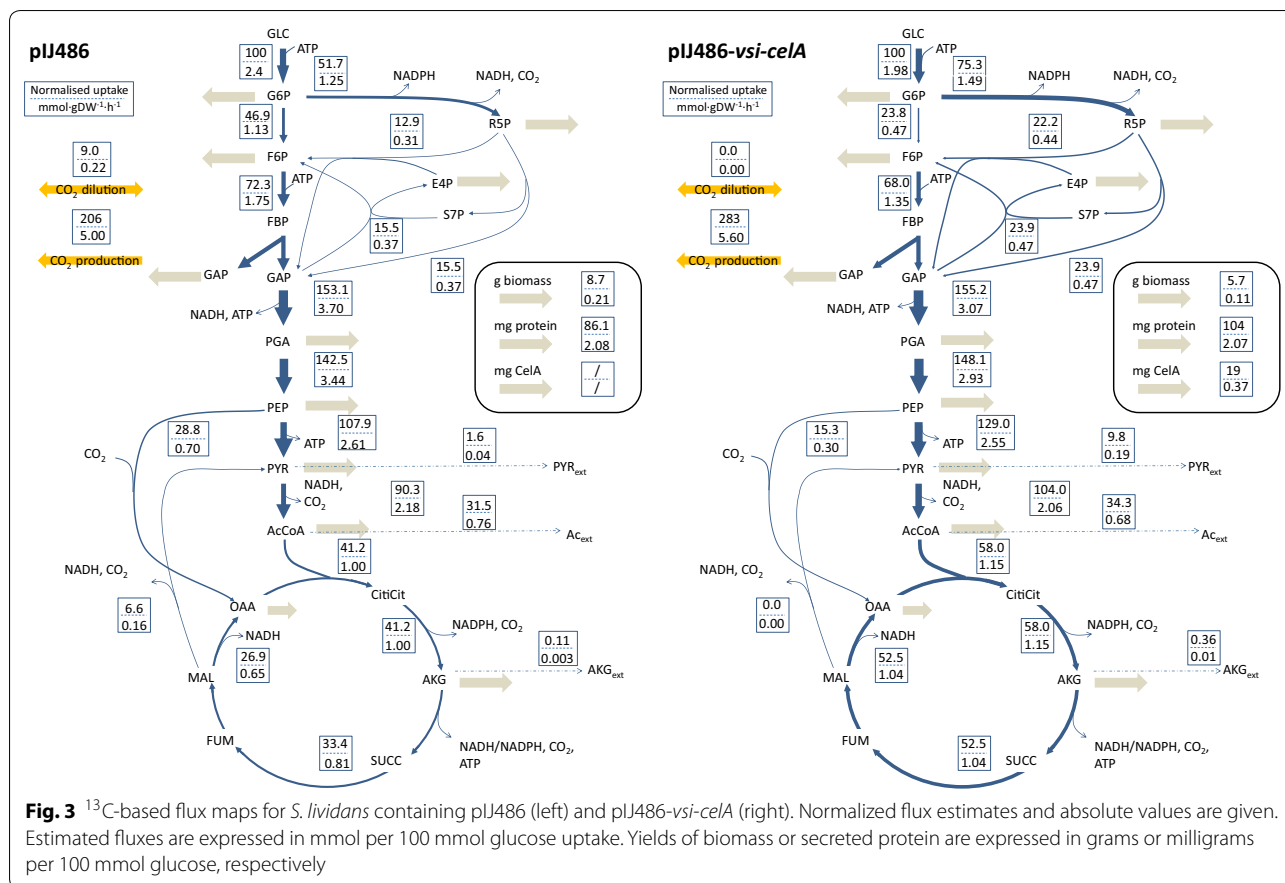 pIJ486
GLC
ATP
100
2.4
51.7
1.25
NADPH
NADH, CO2
Normalised uptake
mmol·gDW-1·h-1
G6P
R5P
46.9
1.13
12.9
0.31
9.0
0.22
F6P
CO2 dilution
E4P
72.3
1.75
ATP
S7P
206
5.00
FBP
15.5
0.37
CO2 production
GAP
GAP
15.5
0.37
153.1
3.70
NADH, ATP
g biomass
8.7
0.21
PGA
mg protein
86.1
2.08
142.5
3.44
mg CelA
/
/
PEP
28.8
0.70
107.9
2.61
ATP
1.6
0.04
CO2
PYR
PYRext
NADH,
CO2
90.3
2.18
31.5
0.76
AcCoA
Acext
41.2
1.00
NADH, CO2
6.6
0.16
OAA
CitiCit
NADH
41.2
1.00
NADPH, CO2
26.9
0.65
0.11
0.003
MAL
AKG
AKGext
FUM
33.4
0.81
SUCC
NADH/NADPH, CO2,
ATP
pIJ486-vsi-celA
GLC
ATP
100
1.98
75.3
1.49
NADPH
NADH, CO2
Normalised uptake
mmol·gDW-1·h-1
G6P
R5P
23.8
0.47
22.2
0.44
0.0
0.00
F6P
CO2 dilution
E4P
68.0
1.35
ATP
S7P
283
5.60
FBP
23.9
0.47
CO2 production
GAP
GAP
23.9
0.47
155.2
3.07
NADH, ATP
g biomass
5.7
0.11
PGA
mg protein
104
2.07
148.1
2.93
mg CelA
19
0.37
PEP
15.3
0.30
129.0
2.55
ATP
9.8
0.19
CO2
PYR
PYRext
NADH,
CO2
104.0
2.06
34.3
0.68
AcCoA
Acext
58.0
1.15
NADH, CO2
0.0
0.00
OAA
CitiCit
NADH
58.0
1.15
NADPH, CO2
52.5
1.04
0.36
0.01
MAL
AKG
AKGext
FUM
52.5
1.04
SUCC
NADH/NADPH, CO2,
ATP
Fig. 3 13C-based flux maps for S. lividans containing pIJ486 (left) and pIJ486-vsi-celA (right). Normalized flux estimates and absolute values are given.
Estimated fluxes are expressed in mmol per 100 mmol glucose uptake. Yields of biomass or secreted protein are expressed in grams or milligrams
per 100 mmol glucose, respectively